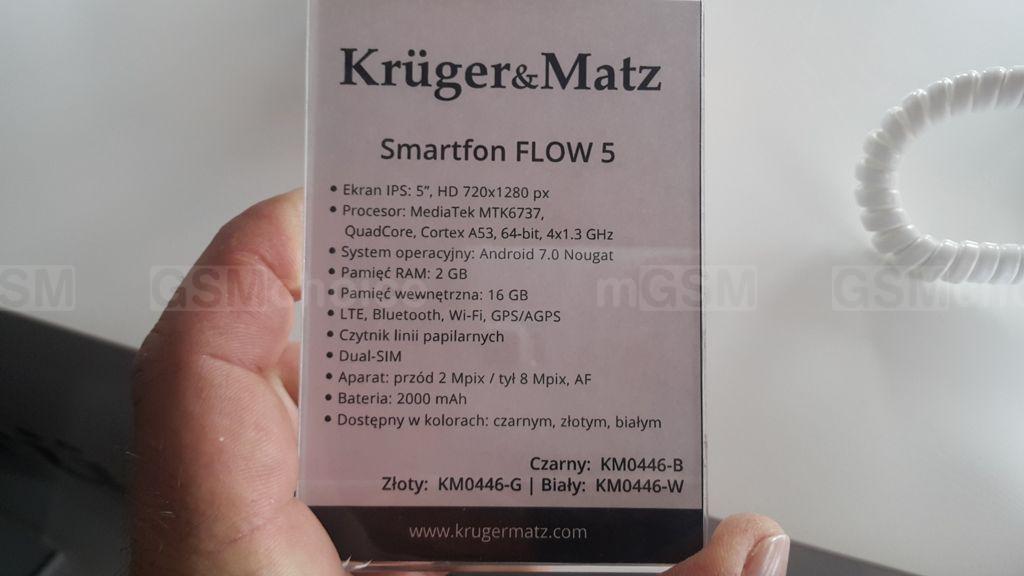 Krüger&Matz
Smartfon FLOW 5
• Ekran IPS: 5”, HD 720x1280 px
• Procesor: MediaTek MTK6737,
QuadCore, Cortex A53, 64-bit, 4x1.3 GHz
• System operacyjny: Android 7.0 Nougat
• Pamięć RAM: 2 GB
• Pamięć wewnętrzna: 16 GB
• LTE, Bluetooth, Wi-Fi, GPS/AGPS
• Czytnik linii papilarnych
• Dual-SIM
• Aparat: przód 2 Mpix / tył 8 Mpix, AF
• Bateria: 2000 mAh
• Dostępny w kolorach: czarnym, złotym, białym
Czarny: KM0446-B
Złoty: KM0446-G | Biały: KM0446-W
www.krugermatz.com